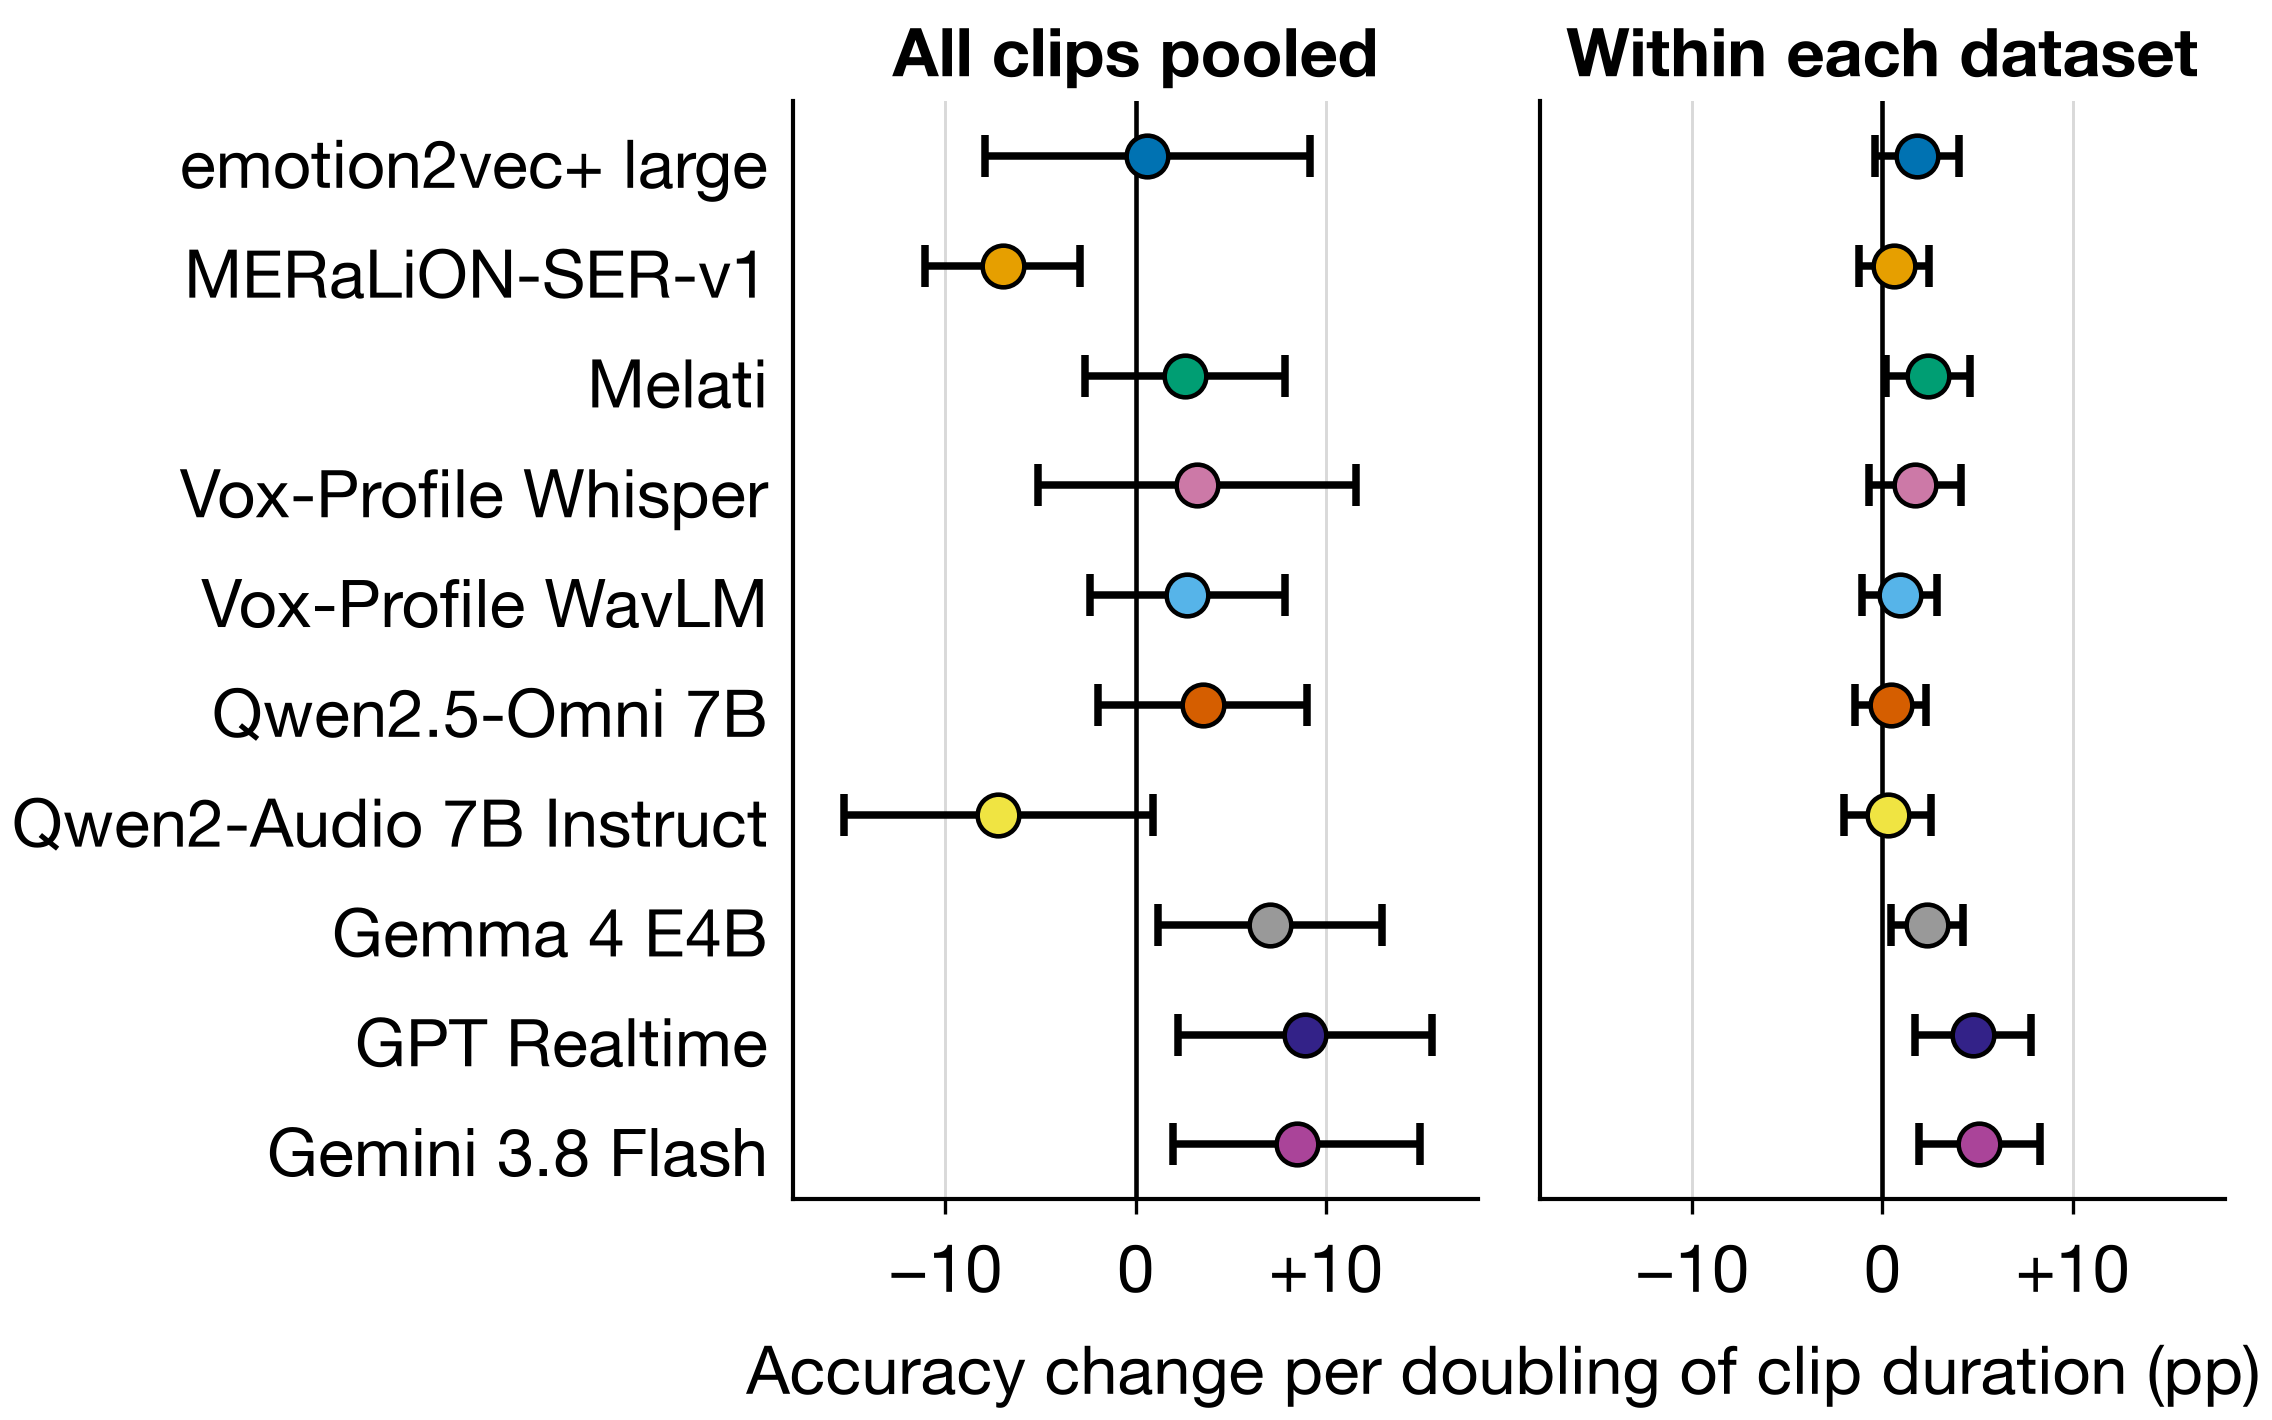 All clips pooled
Within each dataset
emotion2vec+ large
MERaLiON-SER-v1
Melati
Vox-Profile Whisper
Vox-Profile WavLM
Qwen2.5-Omni 7B
Qwen2-Audio 7B Instruct
Gemma 4 E4B
GPT Realtime
Gemini 3.8 Flash
−10 0 +10
−10 0 +10
Accuracy change per doubling of clip duration (pp)